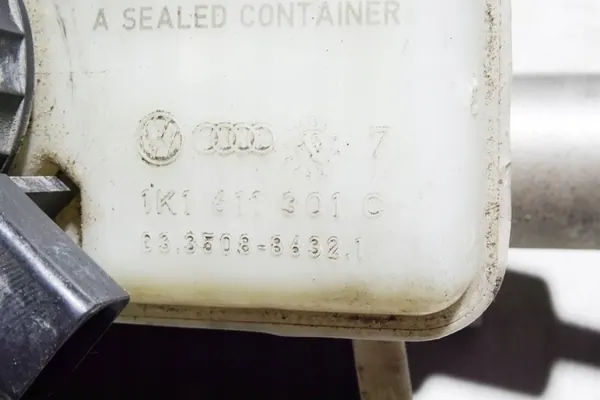 A SEALED CONTAINER
7
1K1 611 301 C
03.3508-8432.1